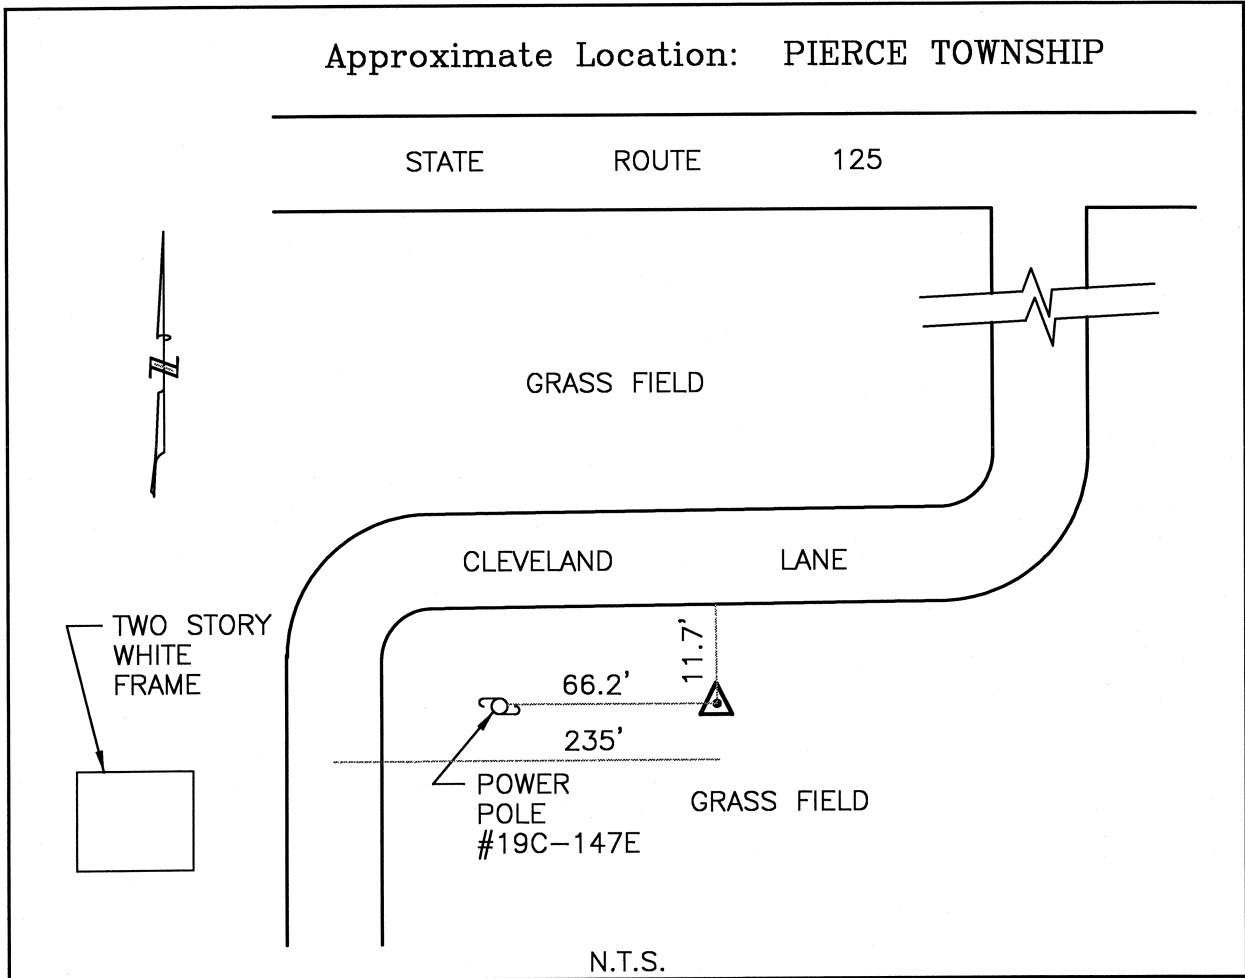 Approximate Location: PIERCE TOWNSHIP
STATE ROUTE 125
N
GRASS FIELD
CLEVELAND LANE
TWO STORY
WHITE
FRAME
11.7'
66.2'
235'
POWER
POLE
#19C-147E
GRASS FIELD
N.T.S.